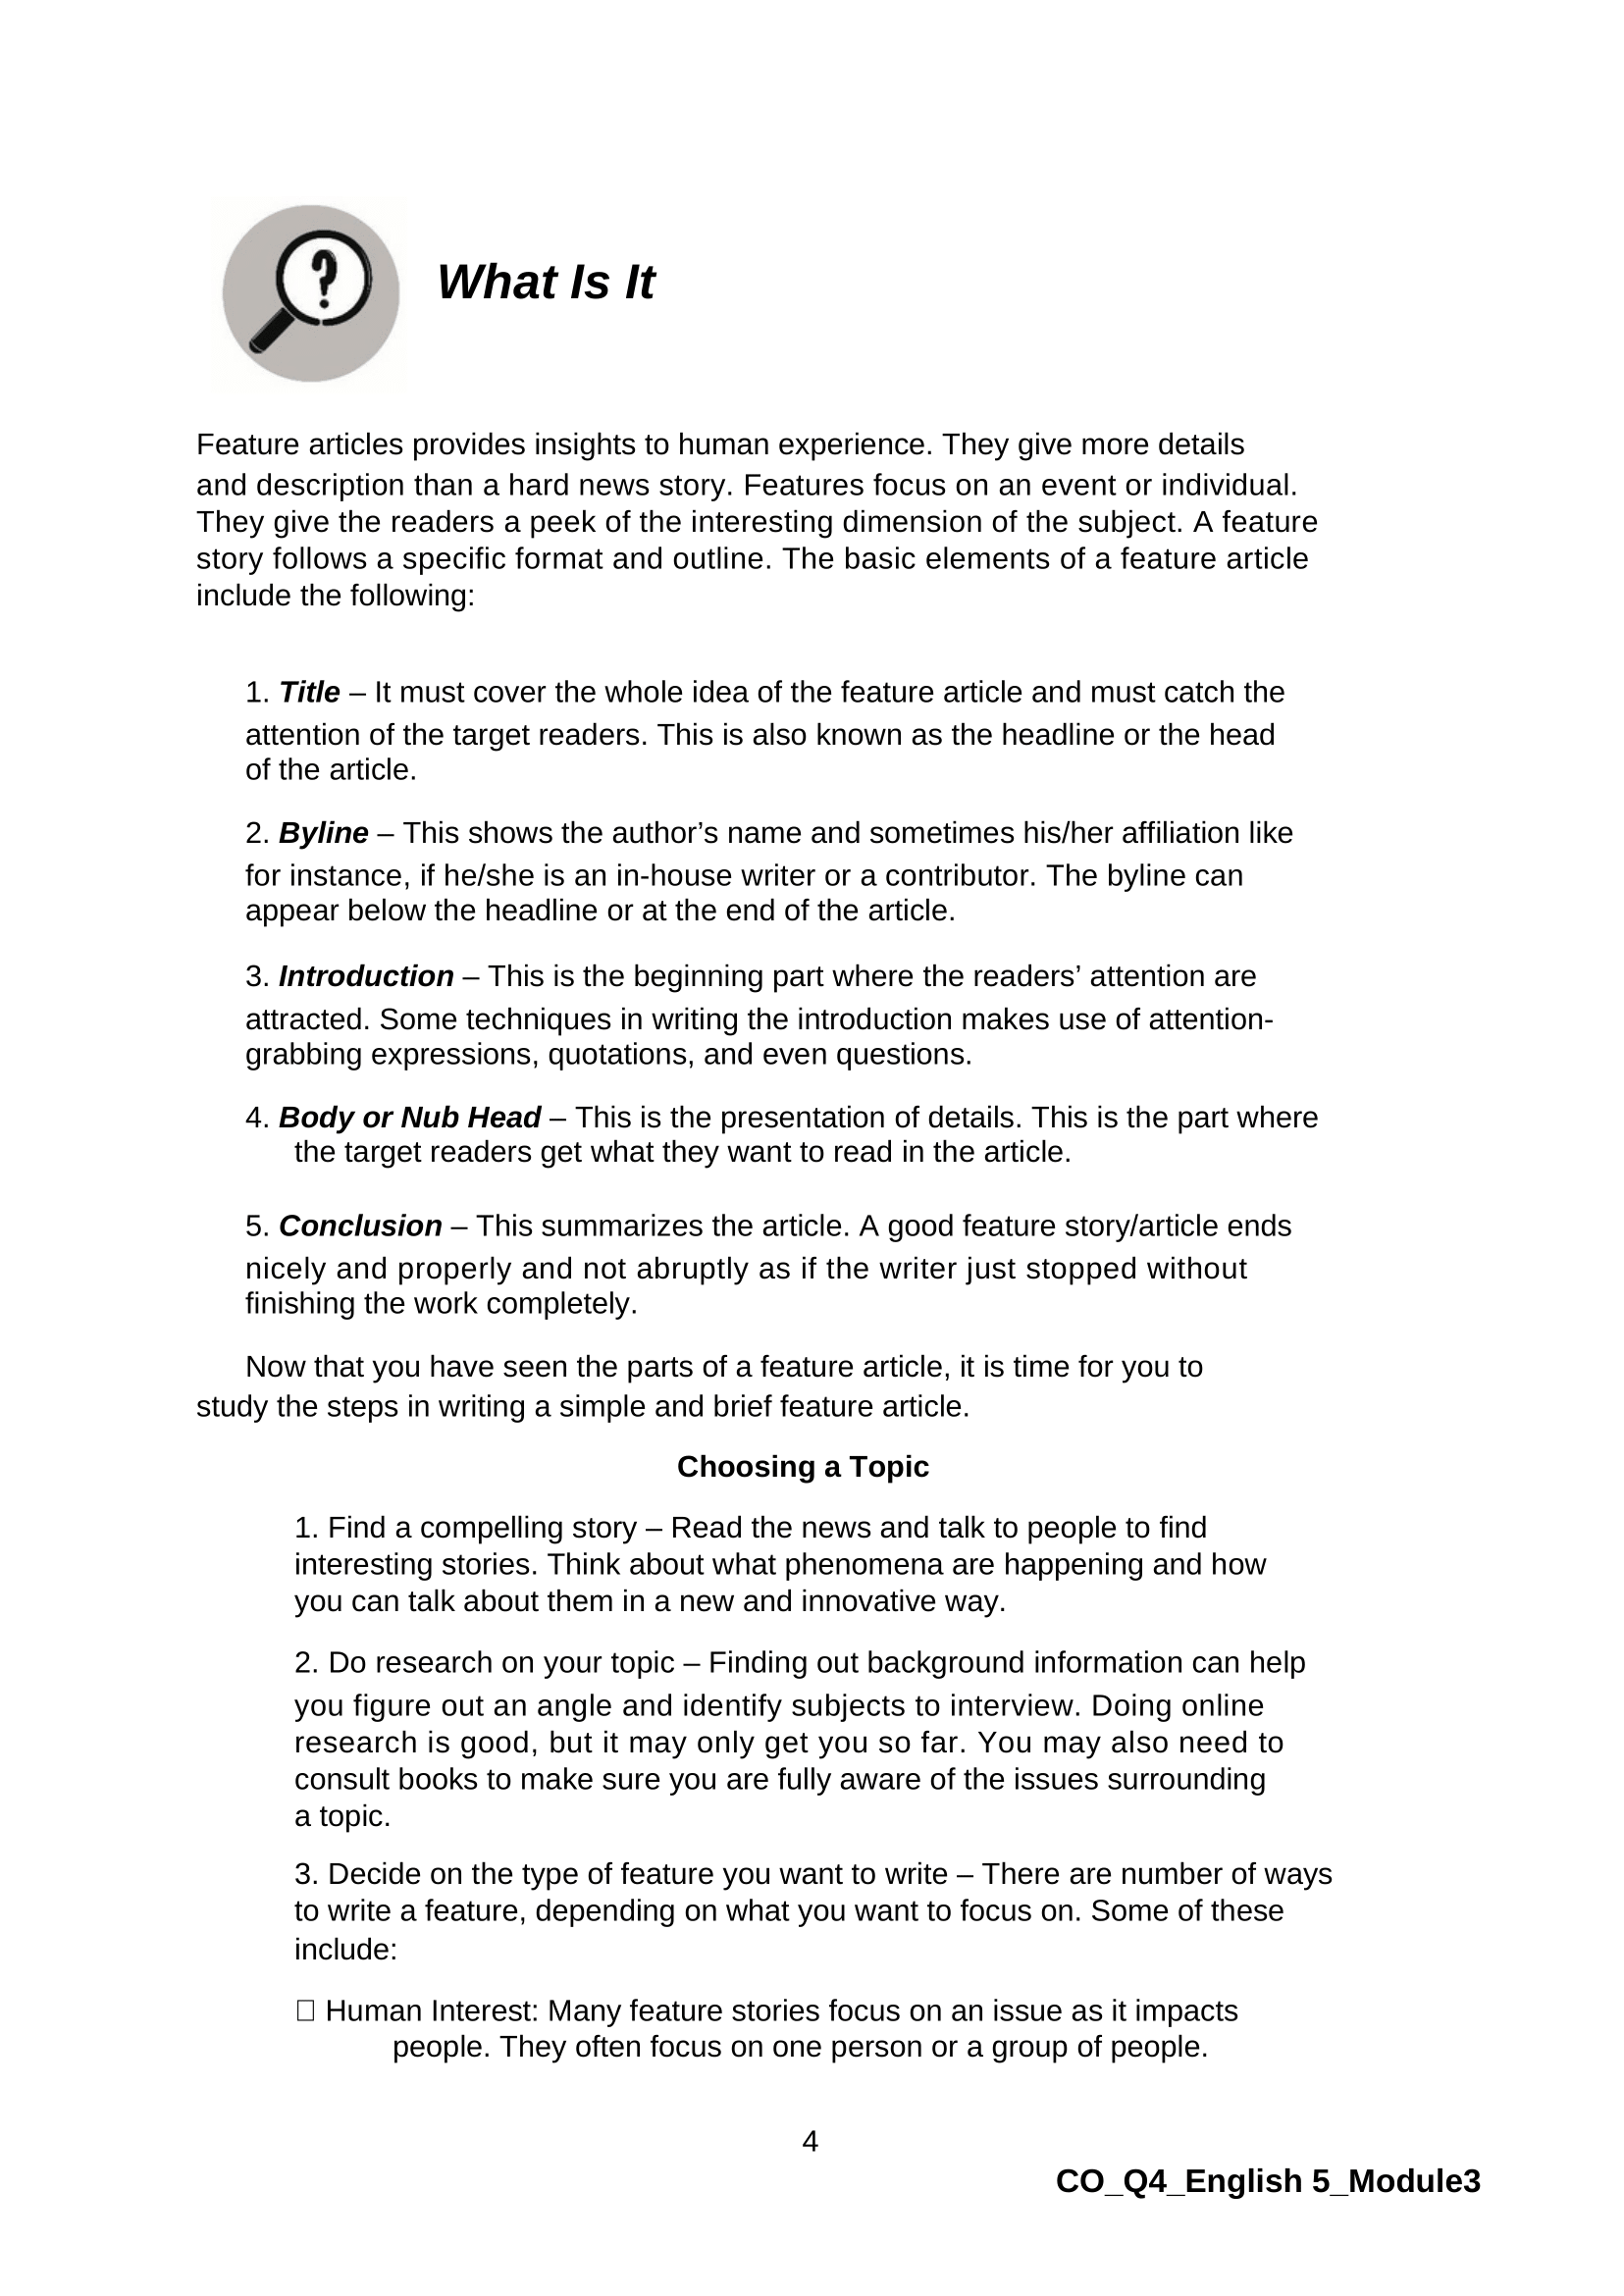 ?
What Is It
Feature articles provides insights to human experience. They give more details
and description than a hard news story. Features focus on an event or individual.
They give the readers a peek of the interesting dimension of the subject. A feature
story follows a specific format and outline. The basic elements of a feature article
include the following:
1. Title – It must cover the whole idea of the feature article and must catch the
attention of the target readers. This is also known as the headline or the head
of the article.
2. Byline – This shows the author’s name and sometimes his/her affiliation like
for instance, if he/she is an in-house writer or a contributor. The byline can
appear below the headline or at the end of the article.
3. Introduction – This is the beginning part where the readers’ attention are
attracted. Some techniques in writing the introduction makes use of attention-
grabbing expressions, quotations, and even questions.
4. Body or Nub Head – This is the presentation of details. This is the part where
the target readers get what they want to read in the article.
5. Conclusion – This summarizes the article. A good feature story/article ends
nicely and properly and not abruptly as if the writer just stopped without
finishing the work completely.
Now that you have seen the parts of a feature article, it is time for you to
study the steps in writing a simple and brief feature article.
Choosing a Topic
1. Find a compelling story – Read the news and talk to people to find
interesting stories. Think about what phenomena are happening and how
you can talk about them in a new and innovative way.
2. Do research on your topic – Finding out background information can help
you figure out an angle and identify subjects to interview. Doing online
research is good, but it may only get you so far. You may also need to
consult books to make sure you are fully aware of the issues surrounding
a topic.
3. Decide on the type of feature you want to write – There are number of ways
to write a feature, depending on what you want to focus on. Some of these
include:
Human Interest: Many feature stories focus on an issue as it impacts
people. They often focus on one person or a group of people.
4
CO_Q4_English 5_Module3